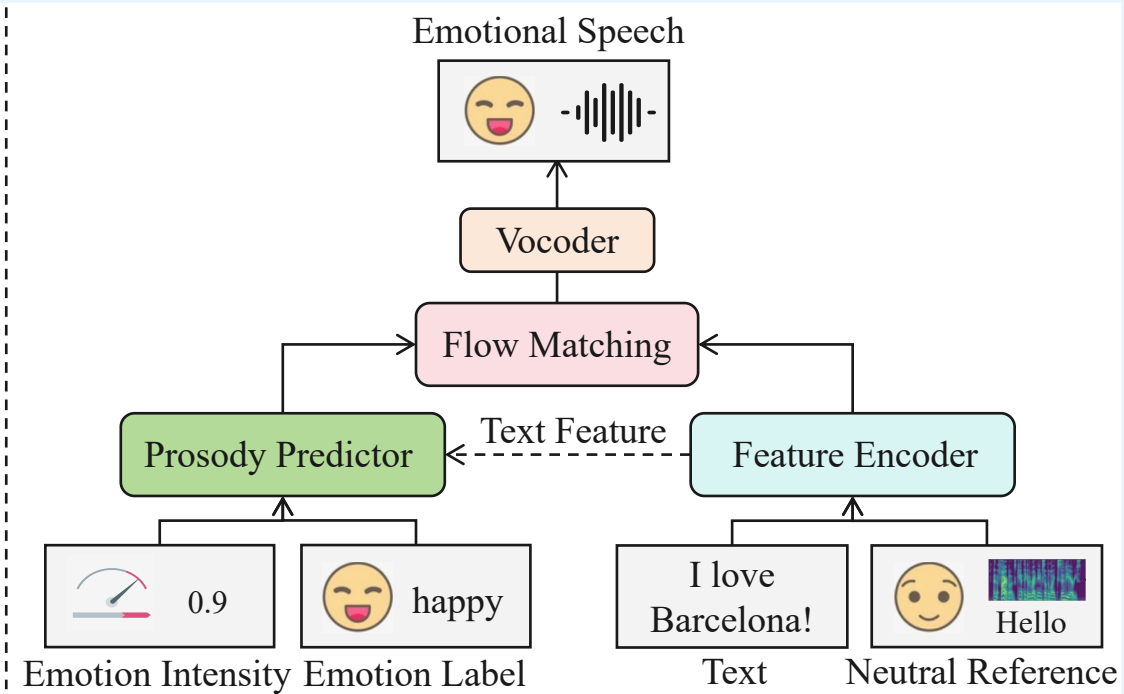 Emotional Speech
Vocoder
Flow Matching
Text Feature
Prosody Predictor
Feature Encoder
0.9
happy
I love
Barcelona!
Hello
Emotion Intensity
Emotion Label
Text
Neutral Reference